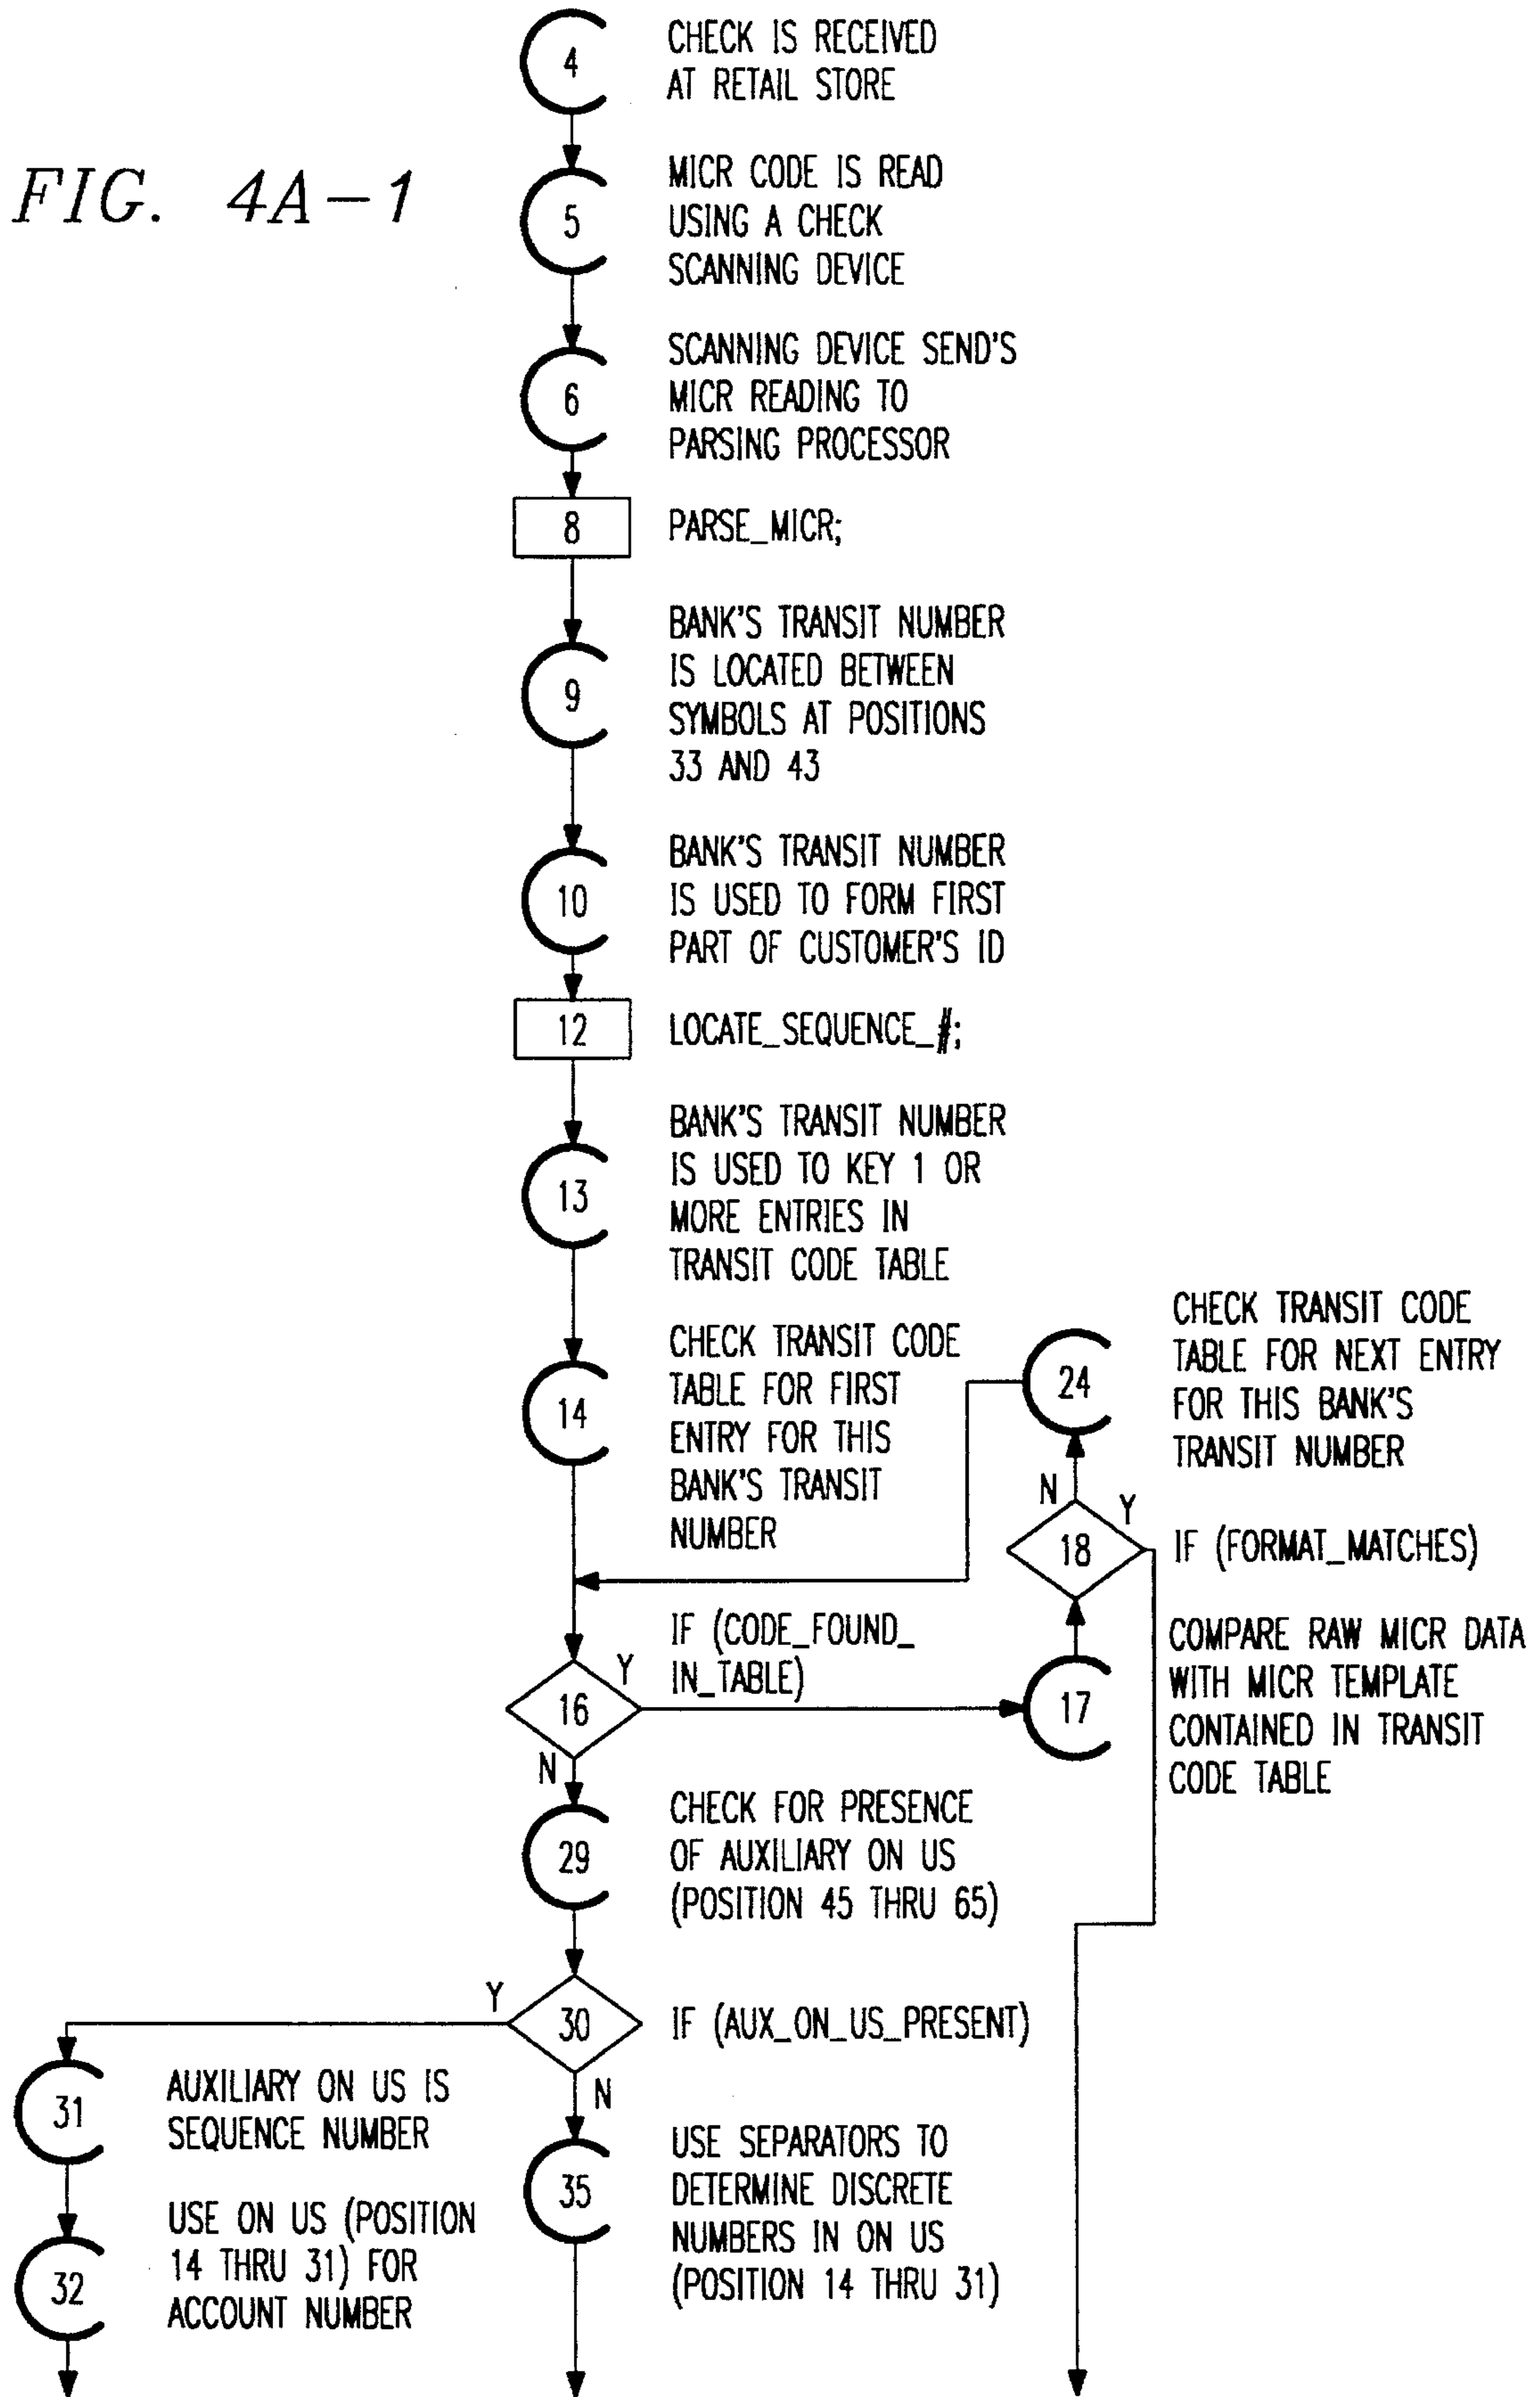 4
CHECK IS RECEIVED
AT RETAIL STORE
FIG. 4A-1
5
MICR CODE IS READ
USING A CHECK
SCANNING DEVICE
6
SCANNING DEVICE SEND'S
MICR READING TO
PARSING PROCESSOR
8
PARSE_MICR;
9
BANK'S TRANSIT NUMBER
IS LOCATED BETWEEN
SYMBOLS AT POSITIONS
33 AND 43
10
BANK'S TRANSIT NUMBER
IS USED TO FORM FIRST
PART OF CUSTOMER'S ID
12
LOCATE_SEQUENCE_#;
13
BANK'S TRANSIT NUMBER
IS USED TO KEY 1 OR
MORE ENTRIES IN
TRANSIT CODE TABLE
14
CHECK TRANSIT CODE
TABLE FOR FIRST
ENTRY FOR THIS
BANK'S TRANSIT
NUMBER
24
CHECK TRANSIT CODE
TABLE FOR NEXT ENTRY
FOR THIS BANK'S
TRANSIT NUMBER
N
Y
18
IF (FORMAT_MATCHES)
16
Y
N
IF (CODE_FOUND_
IN_TABLE)
17
COMPARE RAW MICR DATA
WITH MICR TEMPLATE
CONTAINED IN TRANSIT
CODE TABLE
29
CHECK FOR PRESENCE
OF AUXILIARY ON US
(POSITION 45 THRU 65)
Y
30
N
IF (AUX_ON_US_PRESENT)
31
AUXILIARY ON US IS
SEQUENCE NUMBER
32
USE ON US (POSITION
14 THRU 31) FOR
ACCOUNT NUMBER
35
USE SEPARATORS TO
DETERMINE DISCRETE
NUMBERS IN ON US
(POSITION 14 THRU 31)